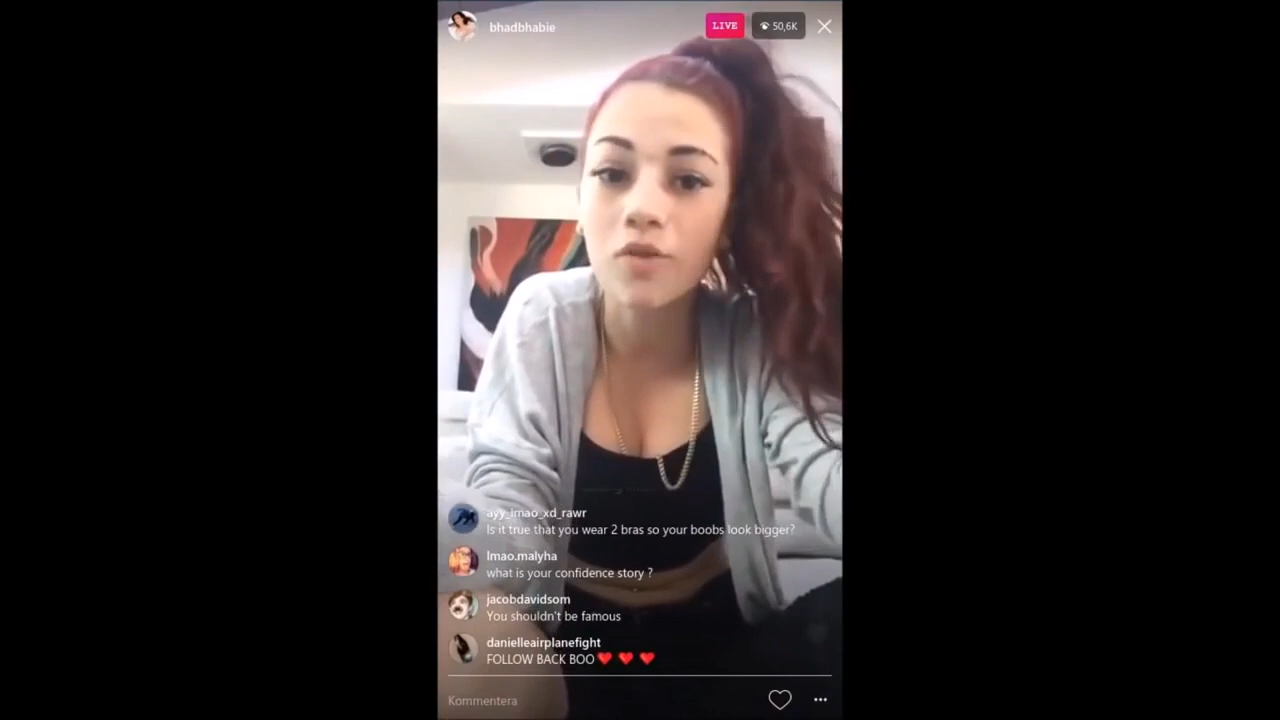 bhadbhabie
LIVE
50,6K
ayy_lmao_xd_rawr
Is it true that you wear 2 bras so your boobs look bigger?
lmao.malyha
what is your confidence story ?
jacobdavidsom
You shouldn't be famous
danielleairplanefight
FOLLOW BACK BOO❤️ ❤️ ❤️
Kommentera